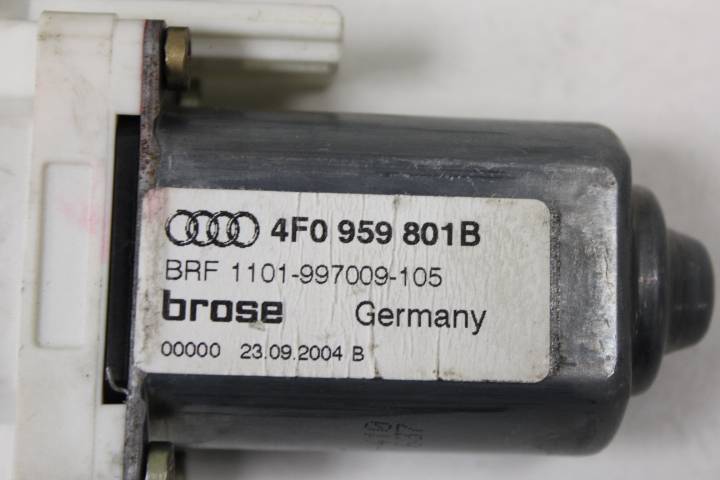 4F0 959 801B
BRF 1101-997009-105
brose Germany
00000 23.09.2004 B